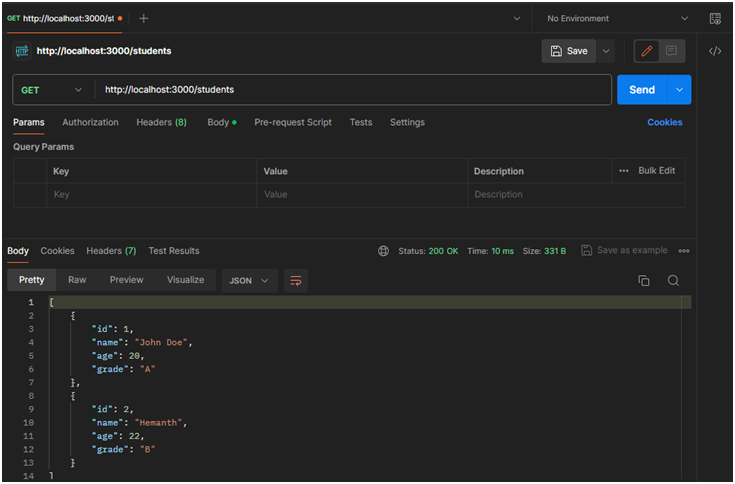 GET http://localhost:3000/st
No Environment
HTTP http://localhost:3000/students
Save
GET http://localhost:3000/students Send
Params Authorization Headers (8) Body Pre-request Script Tests Settings Cookies
Query Params
Key Value Description Bulk Edit
Key Value Description
Body Cookies Headers (7) Test Results Status: 200 OK Time: 10 ms Size: 331 B Save as example
Pretty Raw Preview Visualize JSON
1 [
2 {
3 "id": 1,
4 "name": "John Doe",
5 "age": 20,
6 "grade": "A"
7 },
8 {
9 "id": 2,
10 "name": "Hemanth",
11 "age": 22,
12 "grade": "B"
13 }
14 ]